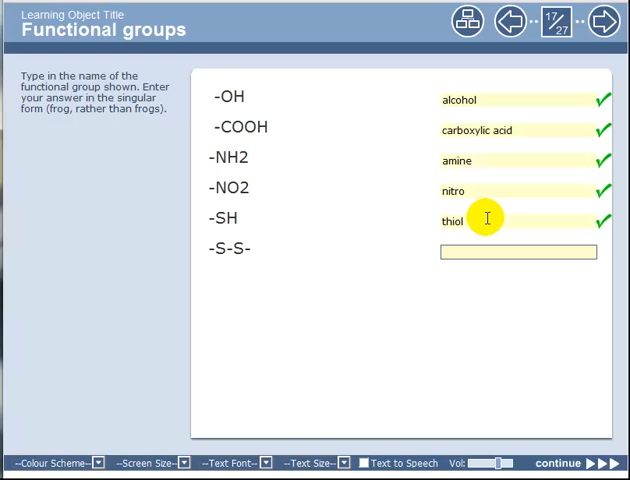 Learning Object Title
Functional groups
17/27
Type in the name of the
functional group shown. Enter
your answer in the singular
form (frog, rather than frogs).
-OH alcohol
-COOH carboxylic acid
-NH2 amine
-NO2 nitro
-SH thiol
-S-S-
--Colour Scheme-- --Screen Size-- --Text Font-- --Text Size-- Text to Speech Vol: continue